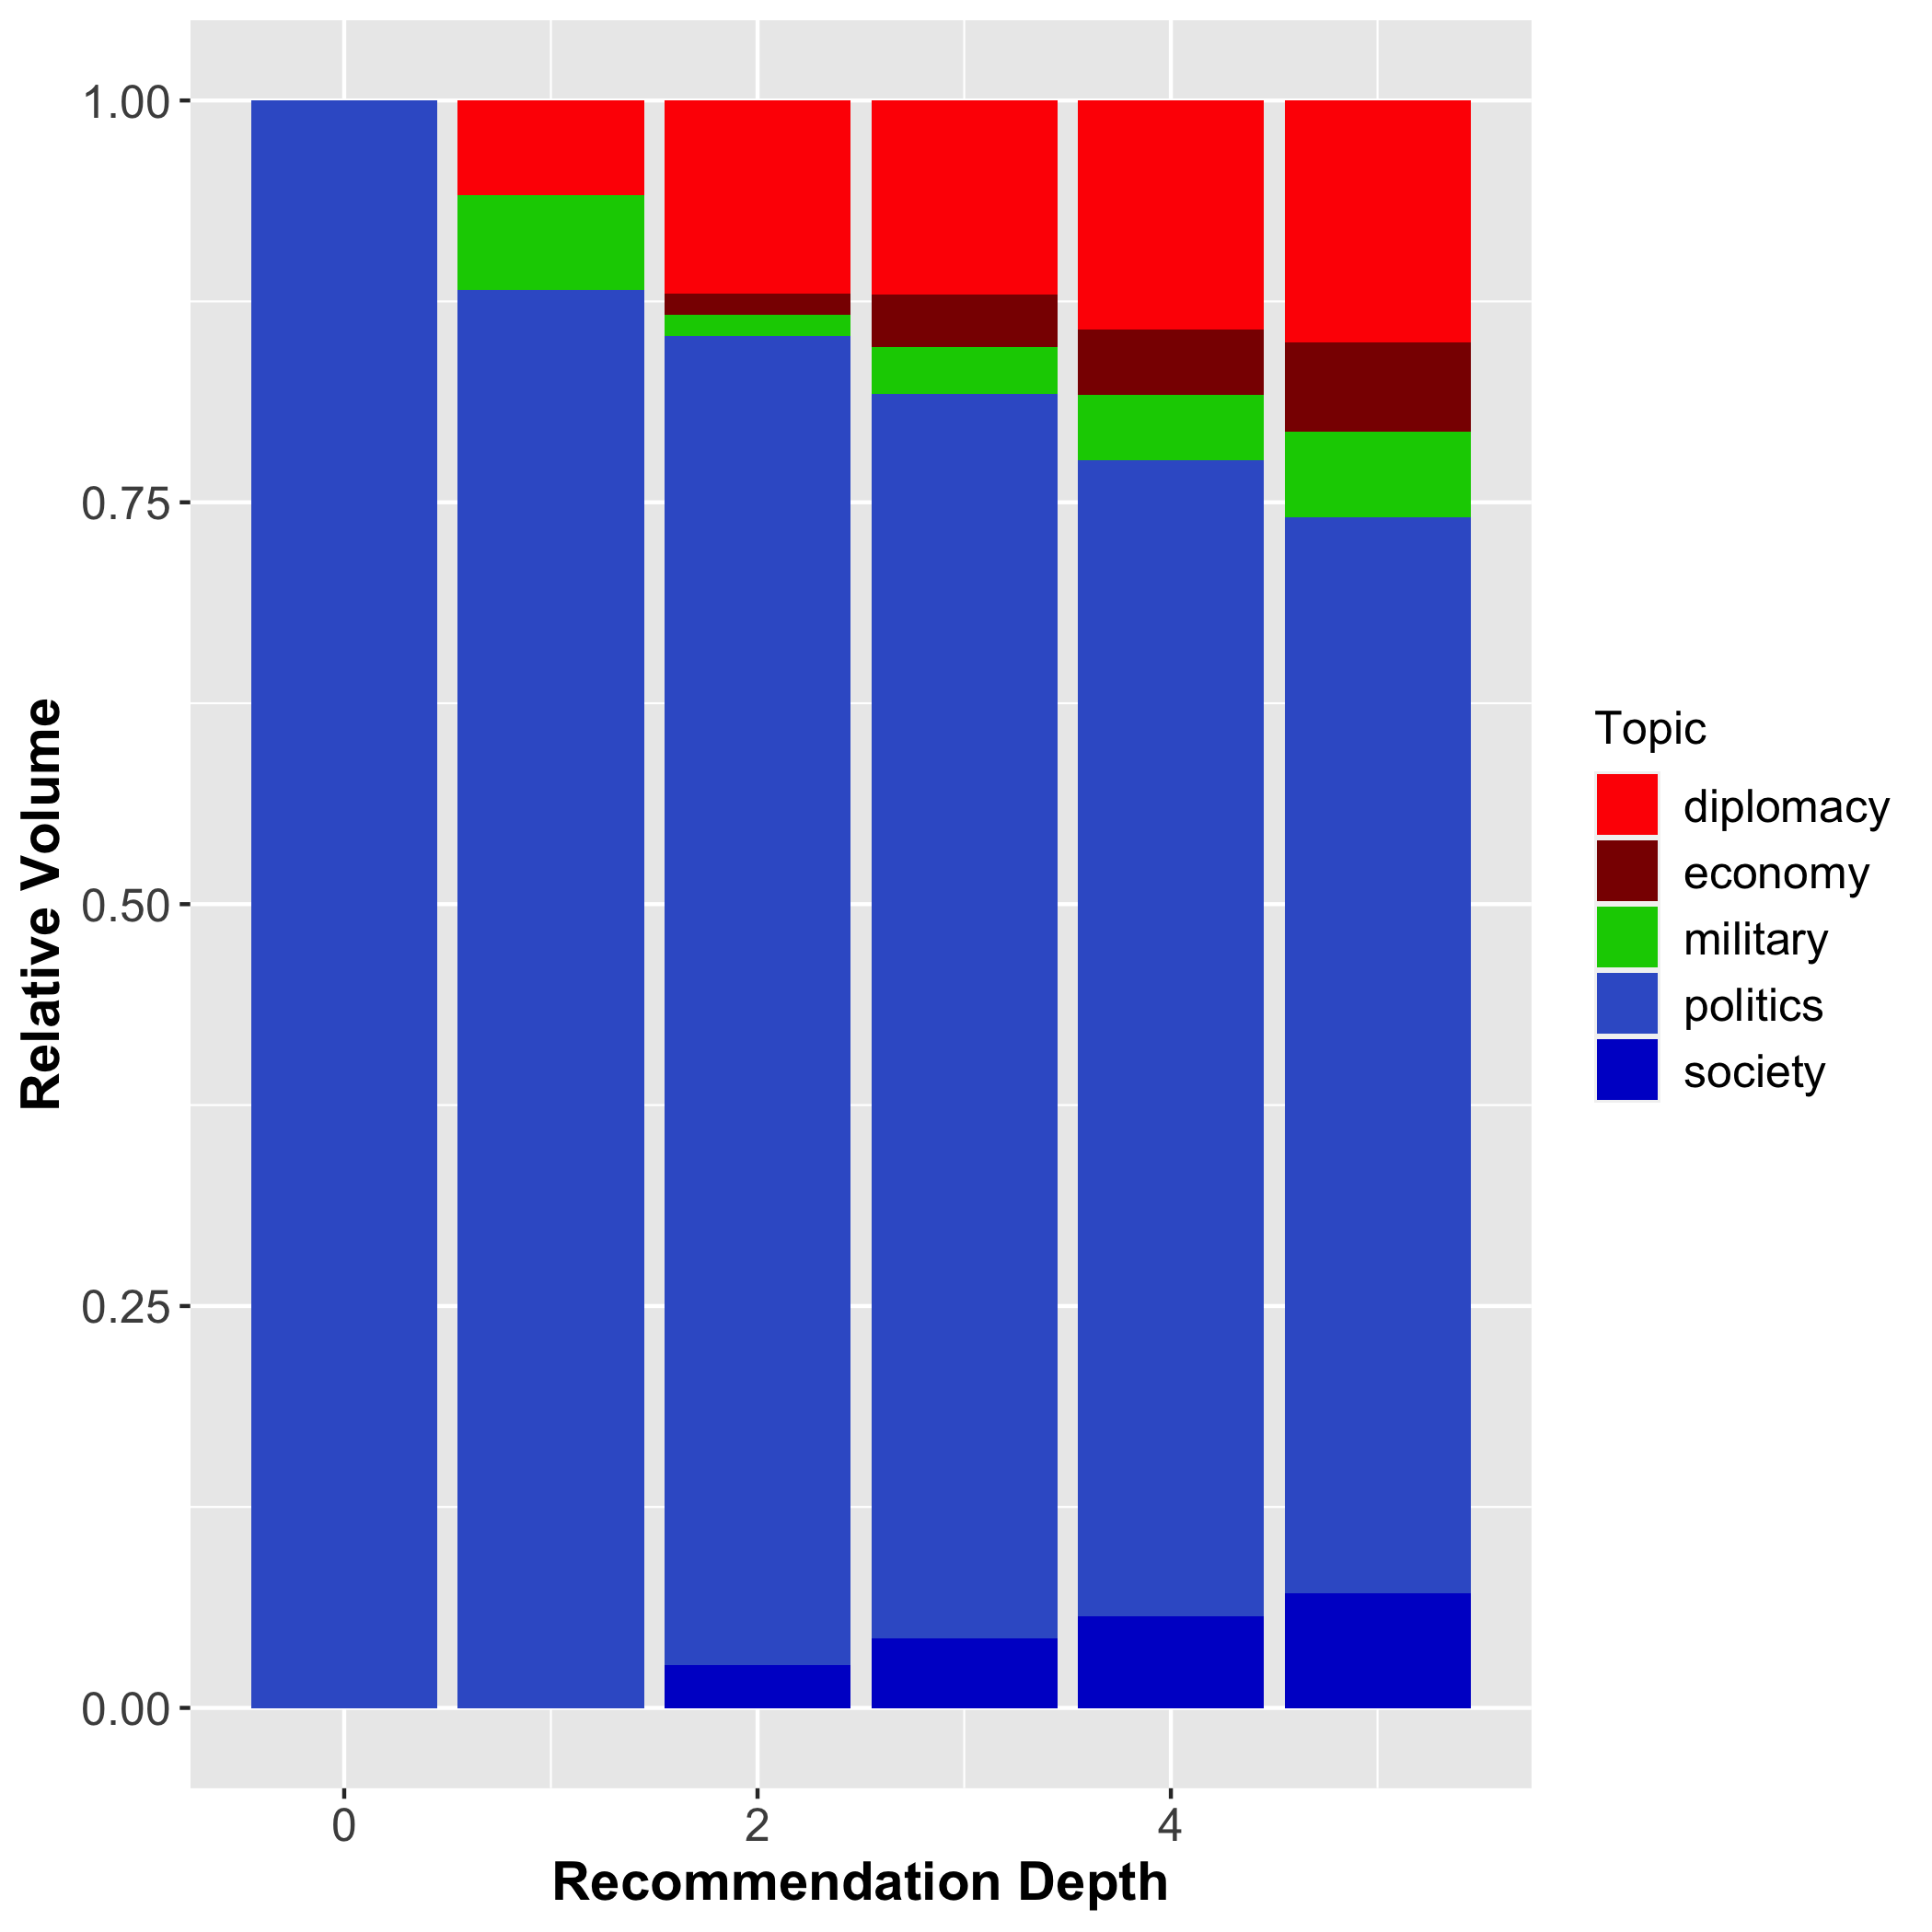 1.00
0.75
0.50
0.25
0.00
Relative Volume
0
2
4
Recommendation Depth
Topic
diplomacy
economy
military
politics
society